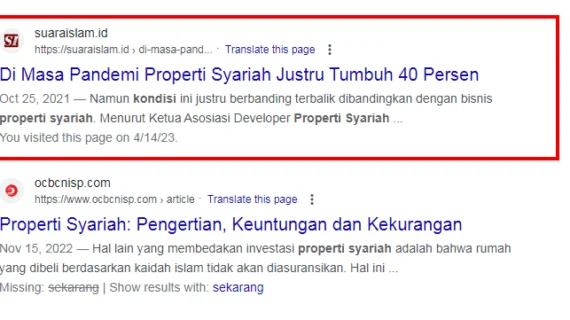 suaraislam.id
https://suaraislam.id › di-masa-pand... · Translate this page
Di Masa Pandemi Properti Syariah Justru Tumbuh 40 Persen
Oct 25, 2021 — Namun kondisi ini justru berbanding terbalik dibandingkan dengan bisnis
properti syariah. Menurut Ketua Asosiasi Developer Properti Syariah ...
You visited this page on 4/14/23.
ocbcnisp.com
https://www.ocbcnisp.com › article · Translate this page
Properti Syariah: Pengertian, Keuntungan dan Kekurangan
Nov 15, 2022 — Hal lain yang membedakan investasi properti syariah adalah bahwa rumah
yang dibeli berdasarkan kaidah islam tidak akan diasuransikan. Hal ini ...
Missing: sekarang | Show results with: sekarang